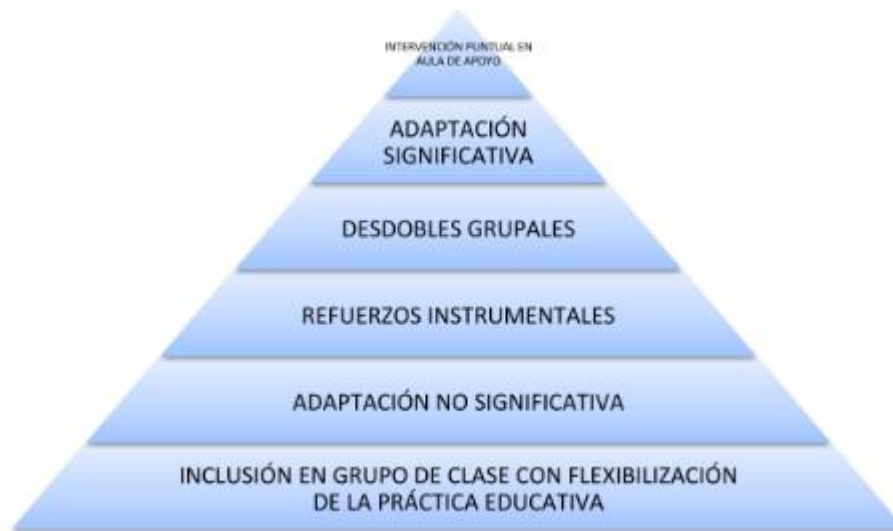 INTERVENCIÓN PUNTUAL EN
AULA DE APOYO
ADAPTACIÓN
SIGNIFICATIVA
DESDOBLES GRUPALES
REFUERZOS INSTRUMENTALES
ADAPTACIÓN NO SIGNIFICATIVA
INCLUSIÓN EN GRUPO DE CLASE CON FLEXIBILIZACIÓN
DE LA PRÁCTICA EDUCATIVA